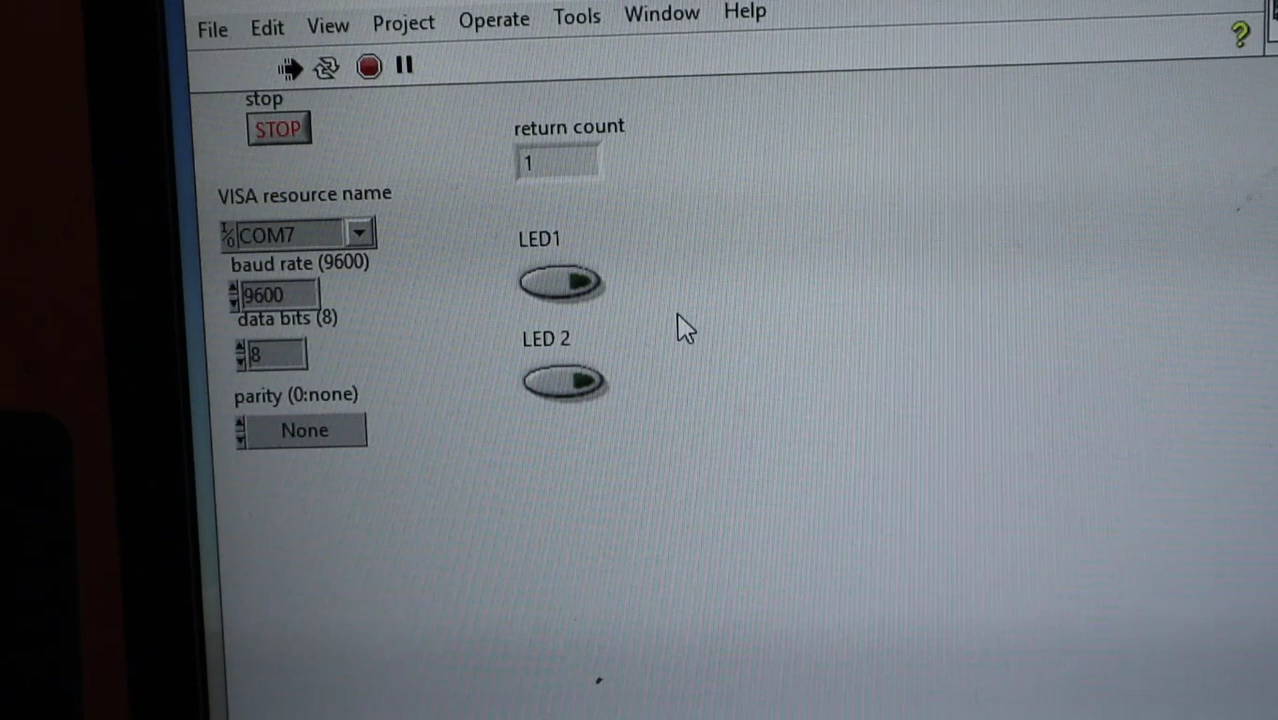 File Edit View Project Operate Tools Window Help
?
stop
STOP
return count
1
VISA resource name
I/O COM7
baud rate (9600)
9600
data bits (8)
8
parity (0:none)
None
LED1
LED 2